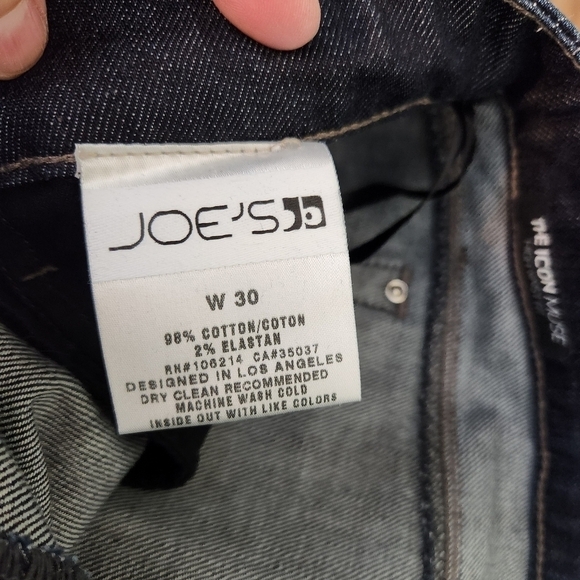 JOE'S
W 30
98% COTTON/COTON
2% ELASTAN
RN#106214 CA#35037
DESIGNED IN LOS ANGELES
DRY CLEAN RECOMMENDED
MACHINE WASH COLD
INSIDE OUT WITH LIKE COLORS
THE ICON MUSE